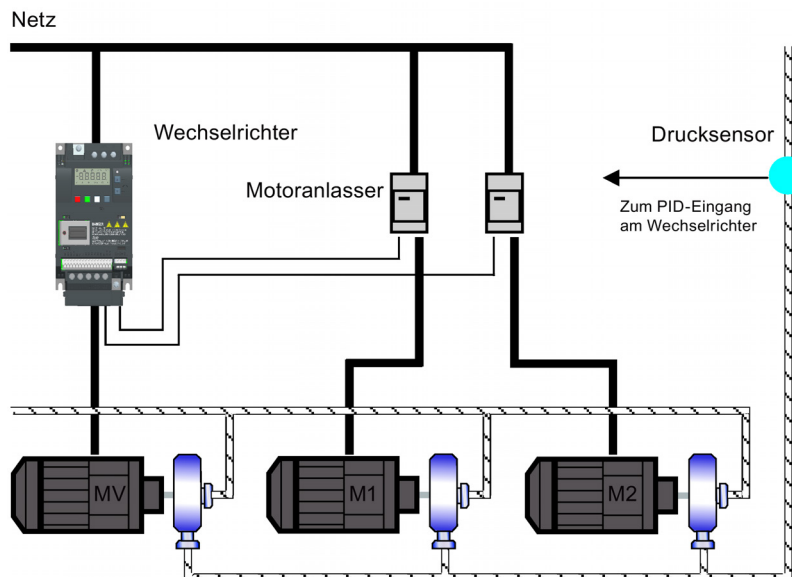 Netz
Wechselrichter
Drucksensor
Motoranlasser
Zum PID-Eingang
am Wechselrichter
MV
M1
M2